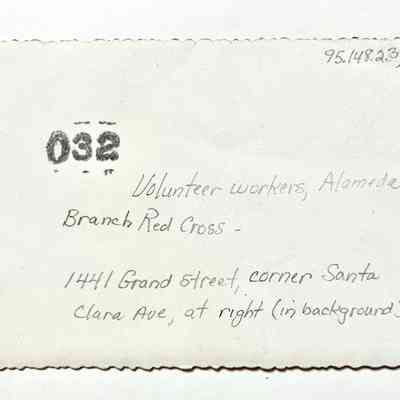 95.148.23
032
Volunteer workers, Alameda
Branch Red Cross -
1441 Grand Street, corner Santa
Clara Ave, at right (in background)